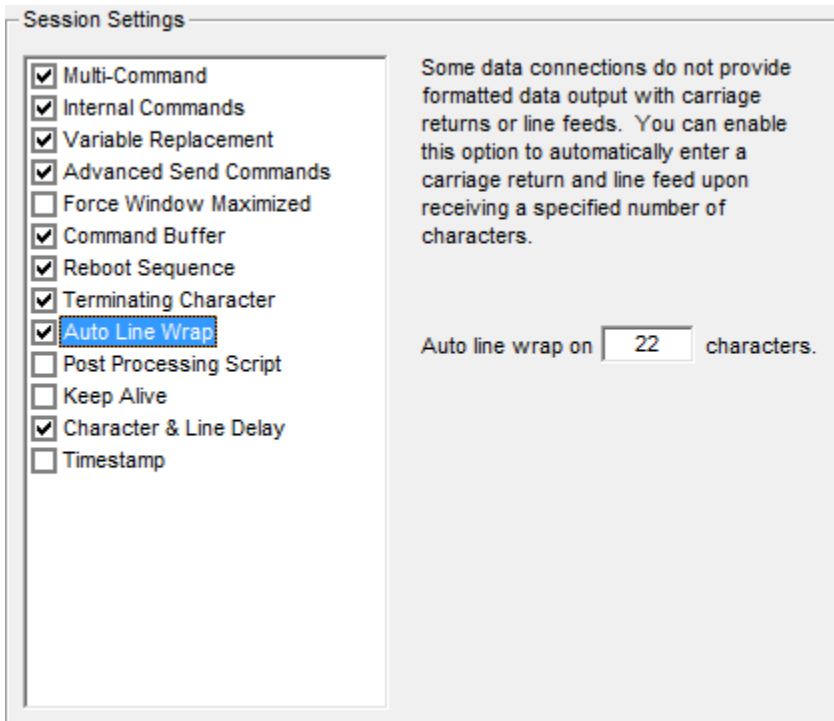 Session Settings
Multi-Command
Internal Commands
Variable Replacement
Advanced Send Commands
Force Window Maximized
Command Buffer
Reboot Sequence
Terminating Character
Auto Line Wrap
Post Processing Script
Keep Alive
Character & Line Delay
Timestamp
Some data connections do not provide
formatted data output with carriage
returns or line feeds.  You can enable
this option to automatically enter a
carriage return and line feed upon
receiving a specified number of
characters.
Auto line wrap on 22 characters.